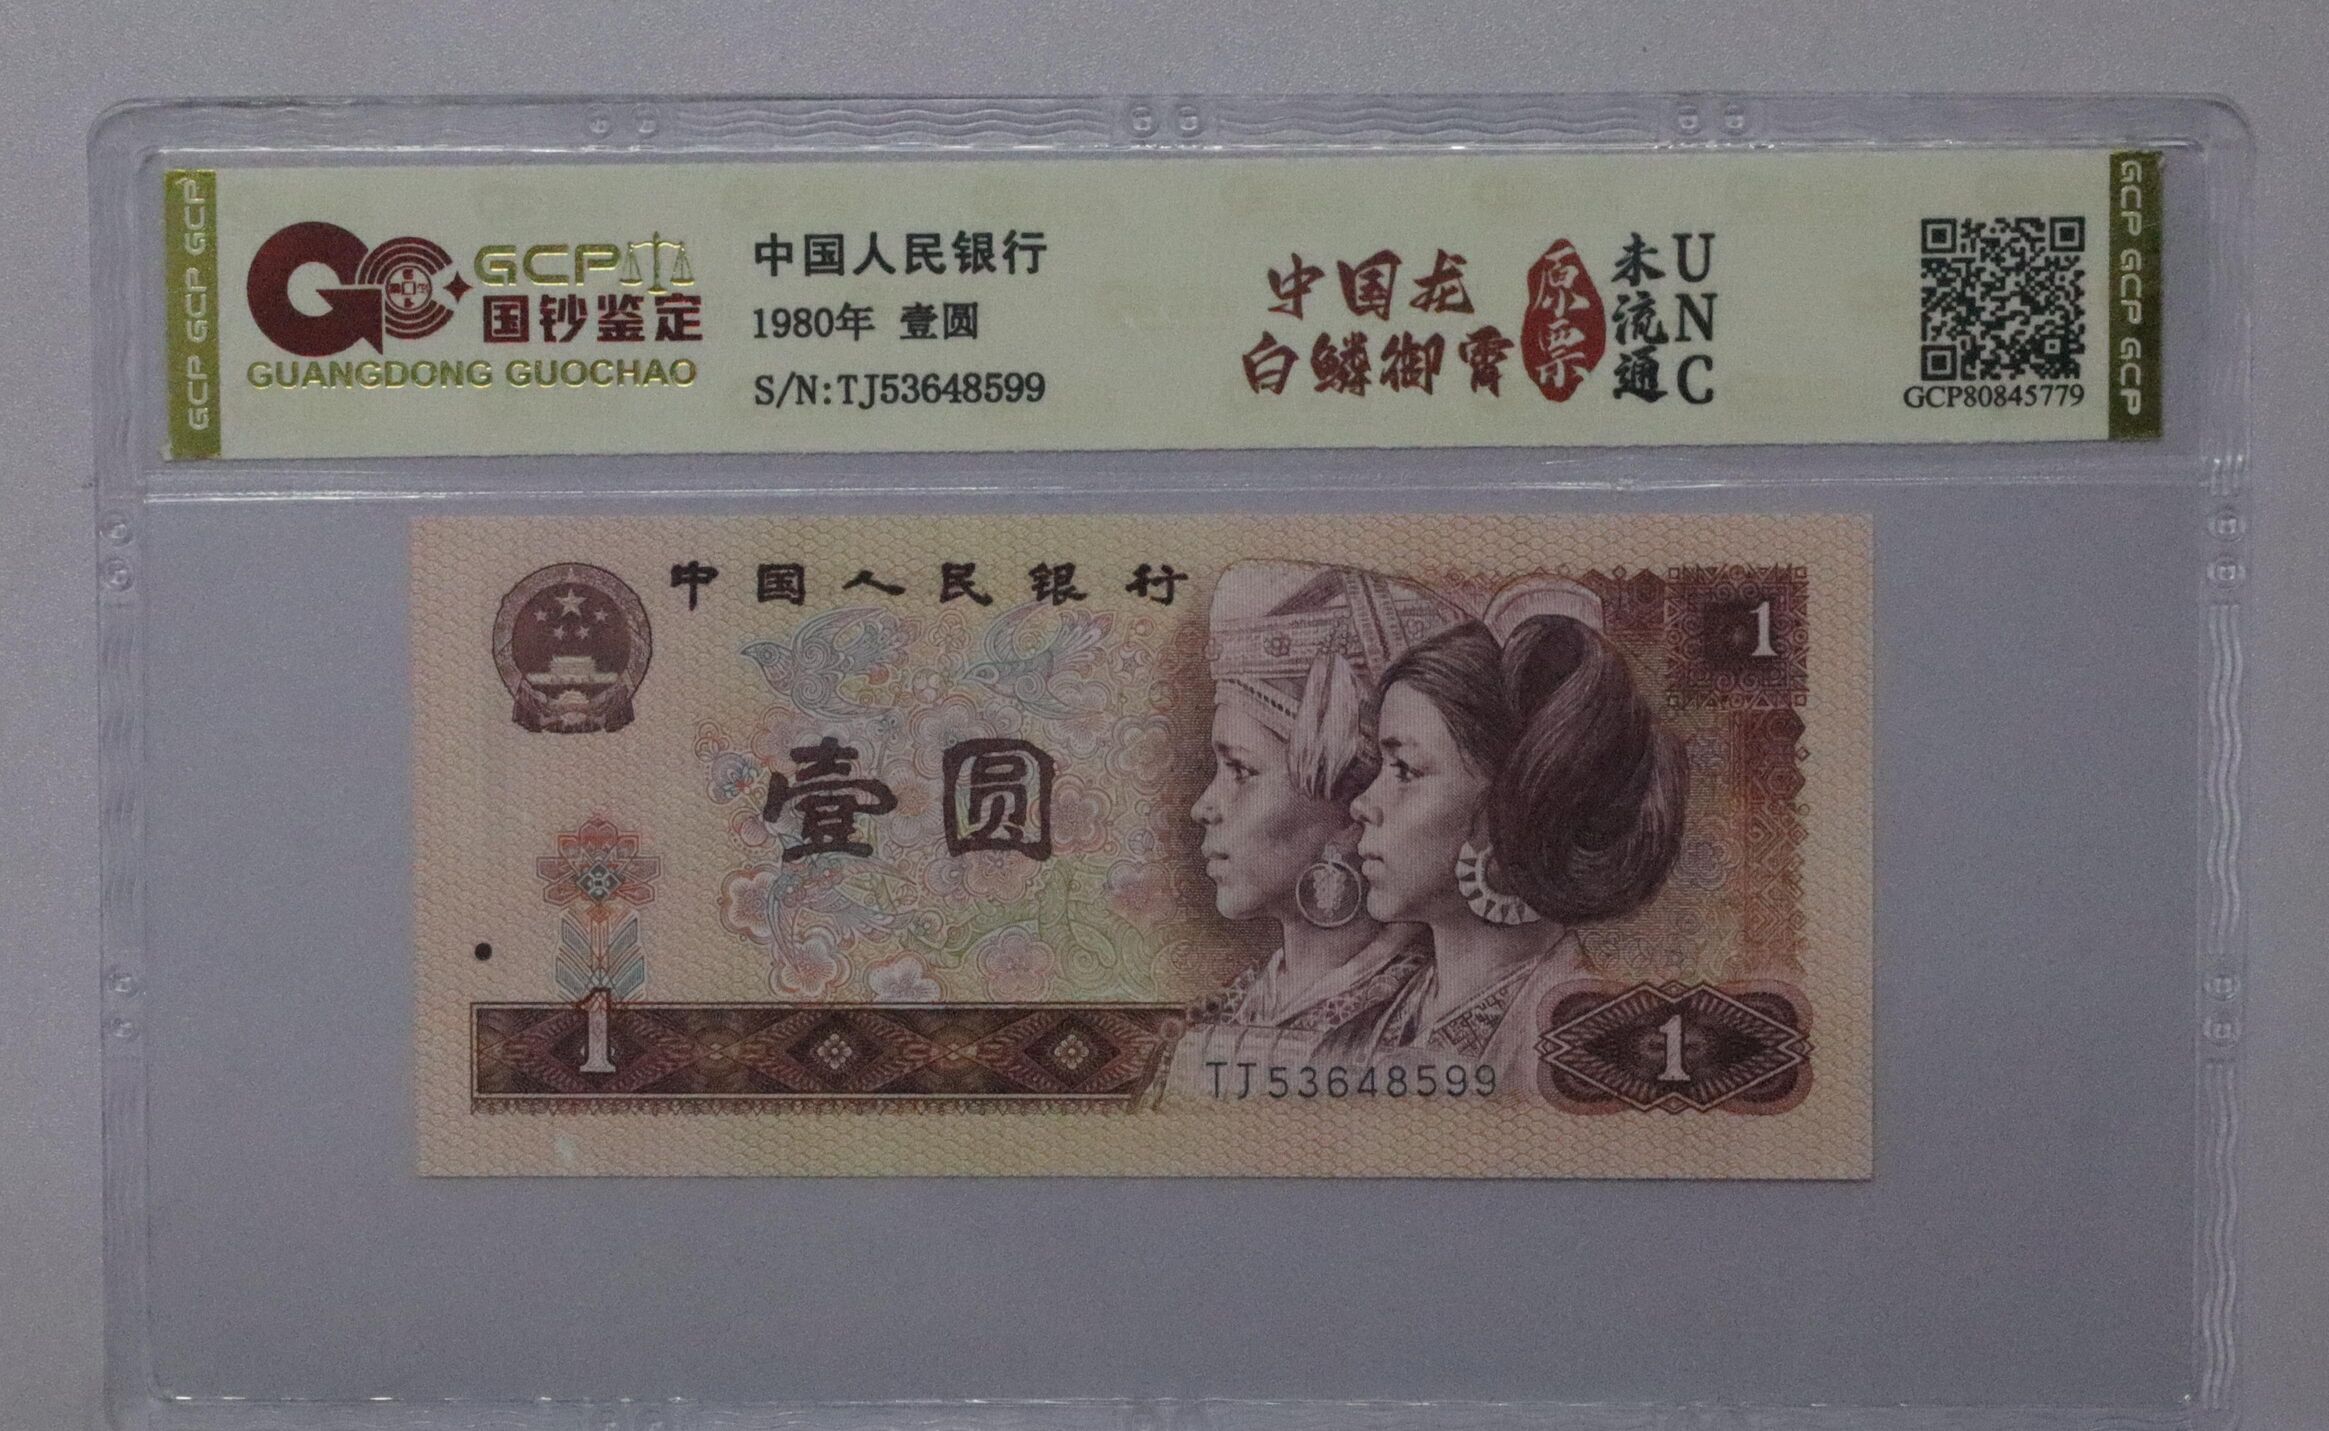 GCP GCP GCP
GCP
国钞鉴定
GUANGDONG GUOCHAO
中国人民银行
1980年 壹圆
S/N:TJ53648599
中国龙
白鳞御霄
原票
未流通
UNC
GCP80845779
GCP GCP GCP
中国人民银行
1
壹圆
1
TJ53648599
1